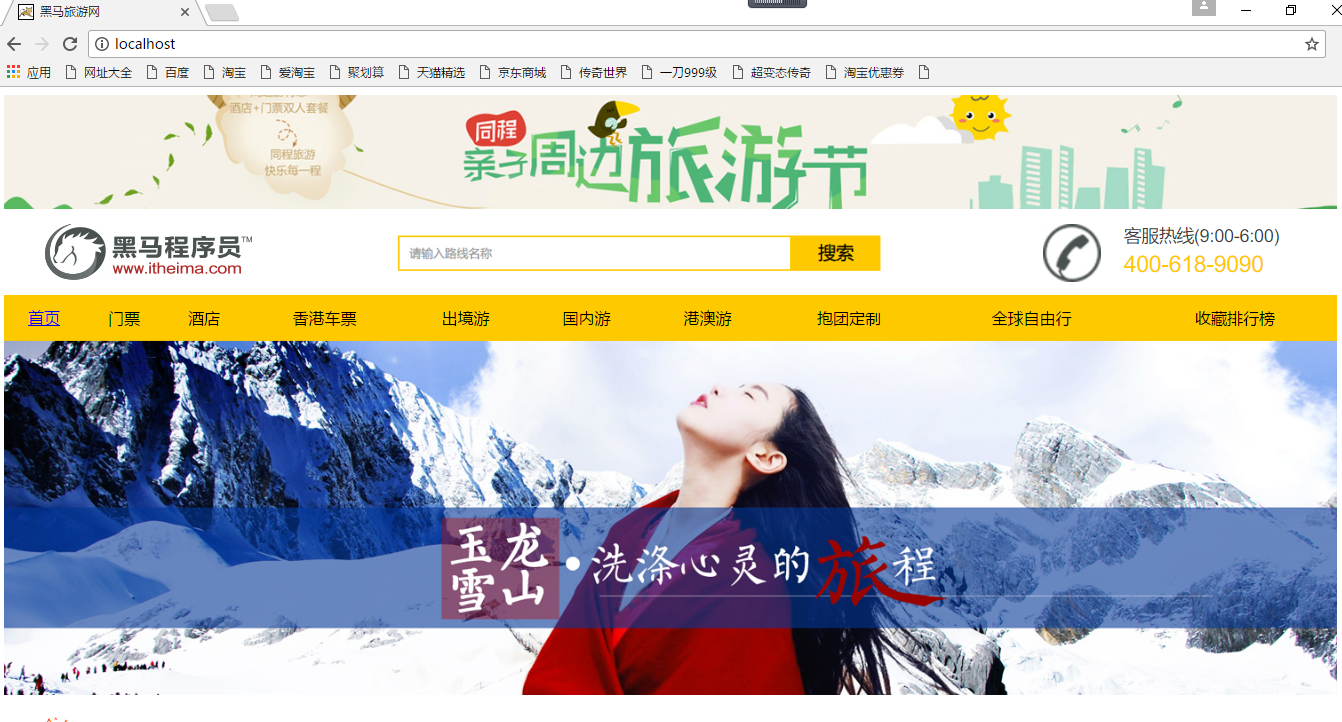 黑马旅游网
localhost
应用 网址大全 百度 淘宝 爱淘宝 聚划算 天猫精选 京东商城 传奇世界 一刀999级 超变态传奇 淘宝优惠券
酒店+门票双人套餐
同程旅游
快乐每一程
同程
亲子周边旅游节
黑马程序员™
www.itheima.com
请输入路线名称
搜索
客服热线(9:00-6:00)
400-618-9090
首页 门票 酒店 香港车票 出境游 国内游 港澳游 抱团定制 全球自由行 收藏排行榜
玉龙
雪山
•洗涤心灵的旅程